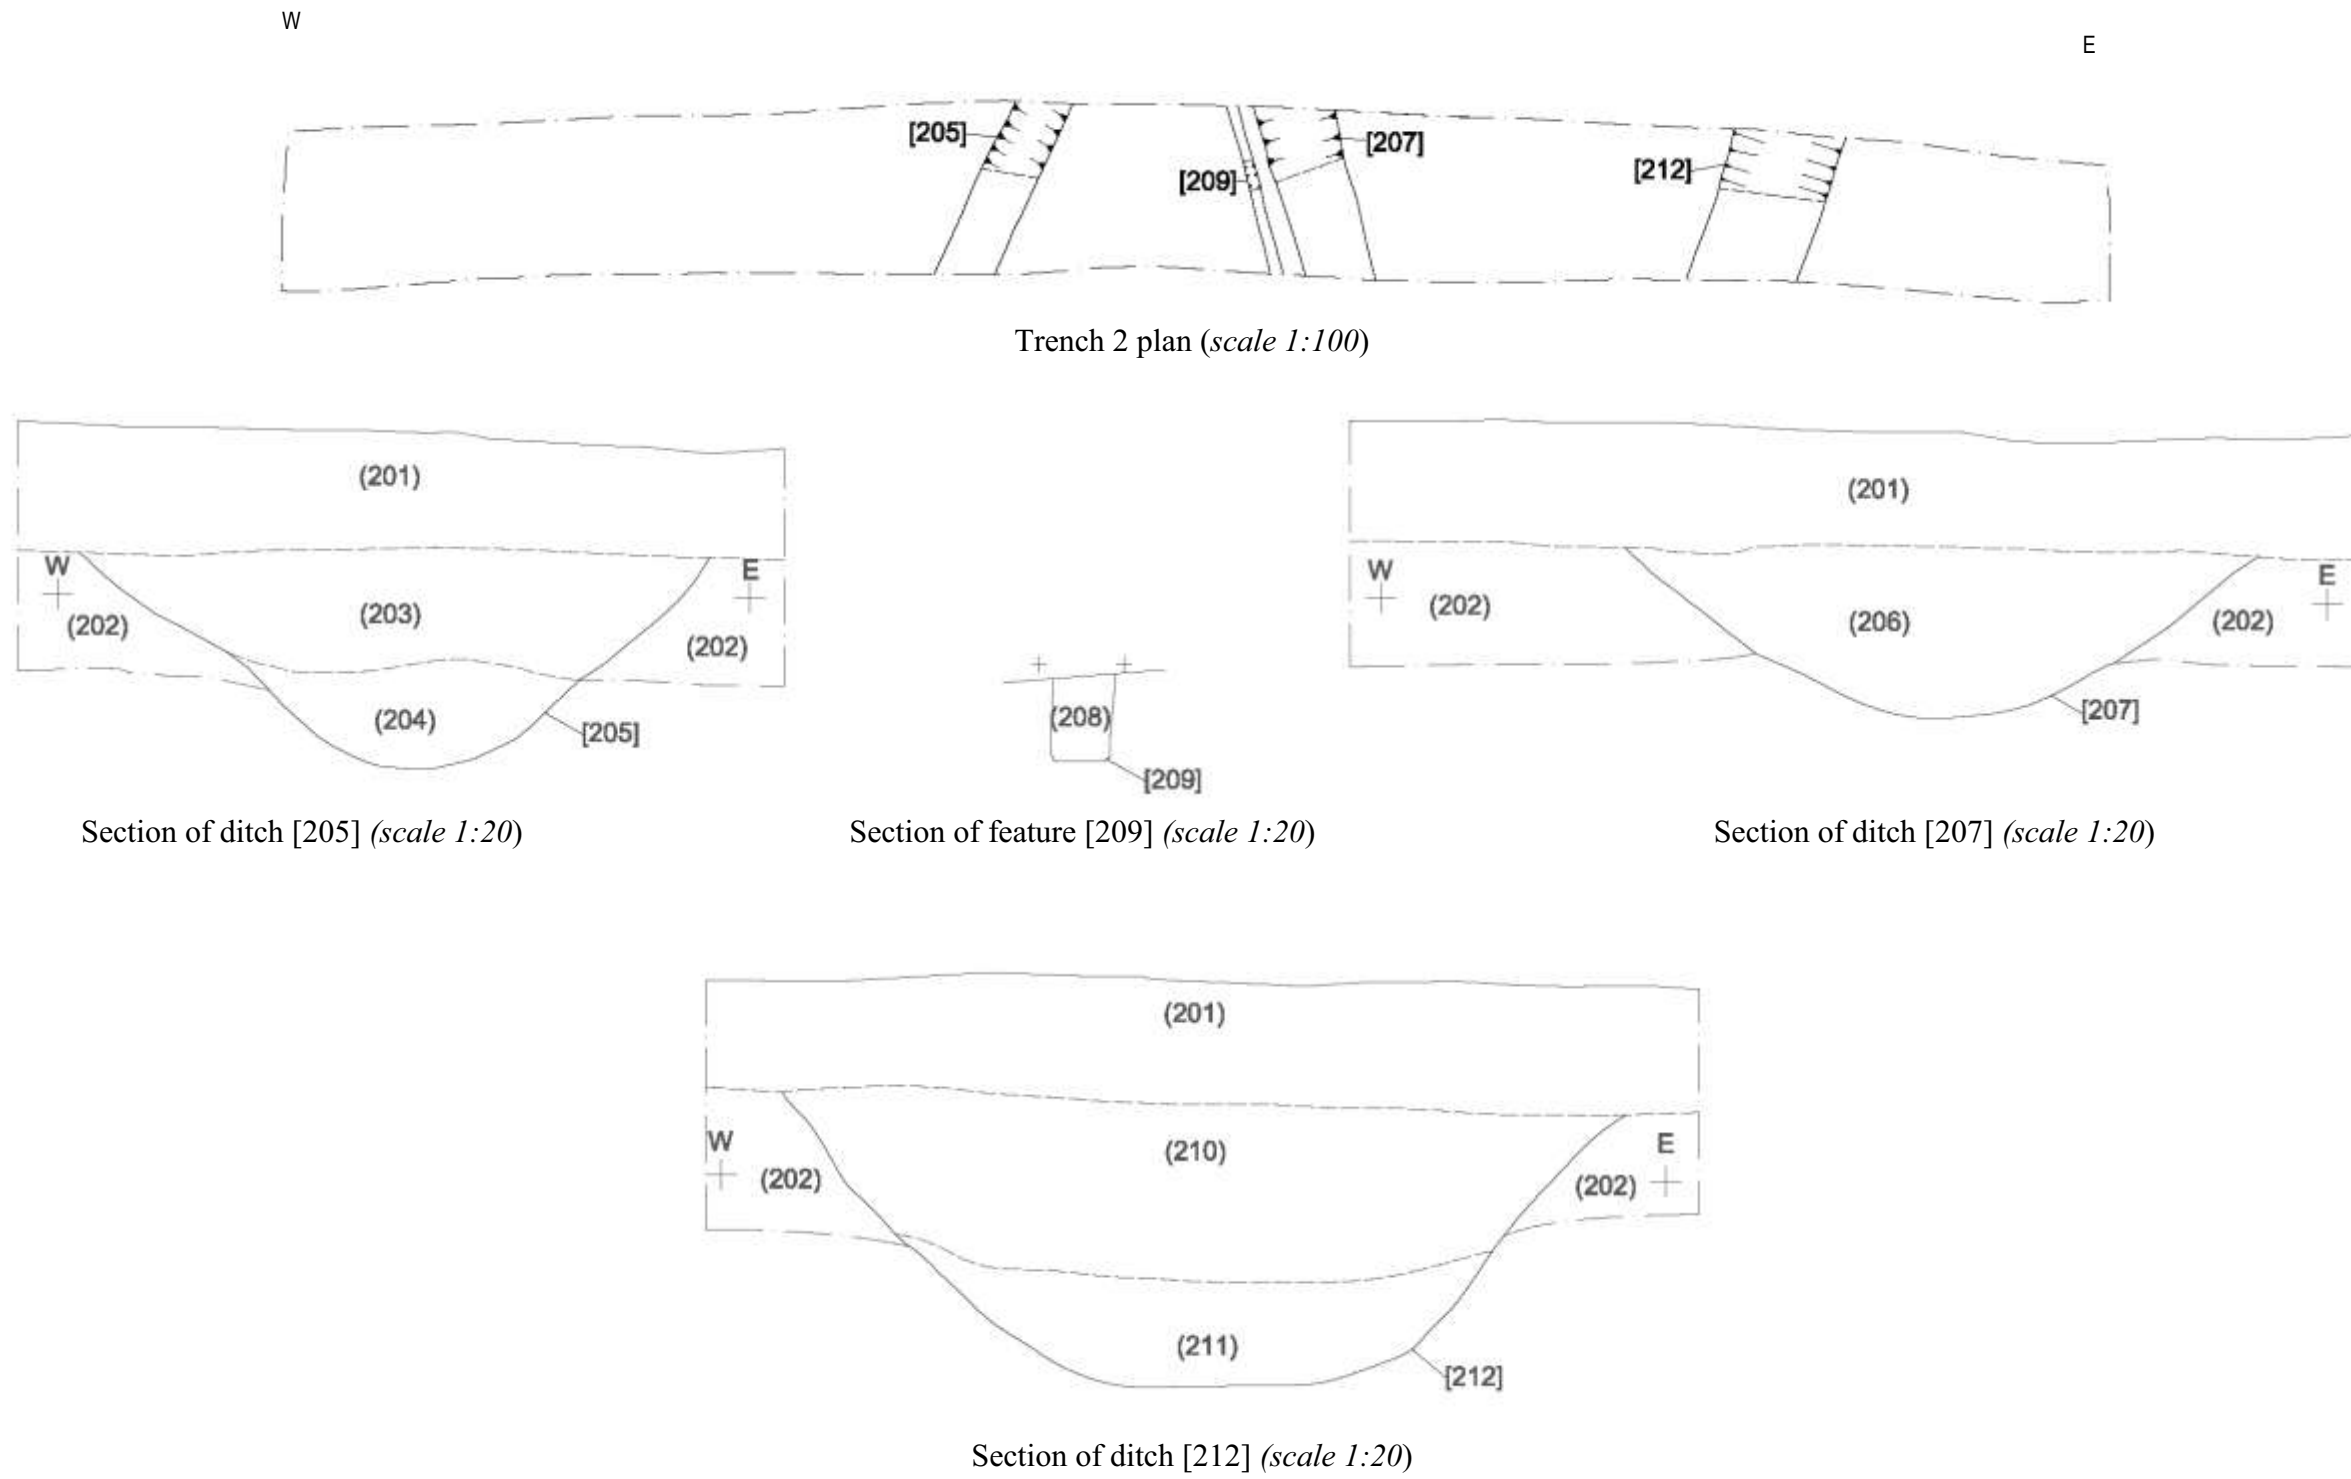 W
E
[205]
[207]
[212]
[209]
Trench 2 plan (scale 1:100)
(201)
(201)
W
E
W
E
(203)
(202)
(202)
(202)
(206)
(202)
(204)
[205]
(208)
[207]
[209]
Section of ditch [205] (scale 1:20)
Section of feature [209] (scale 1:20)
Section of ditch [207] (scale 1:20)
(201)
W
E
(210)
(202)
(202)
(211)
[212]
Section of ditch [212] (scale 1:20)